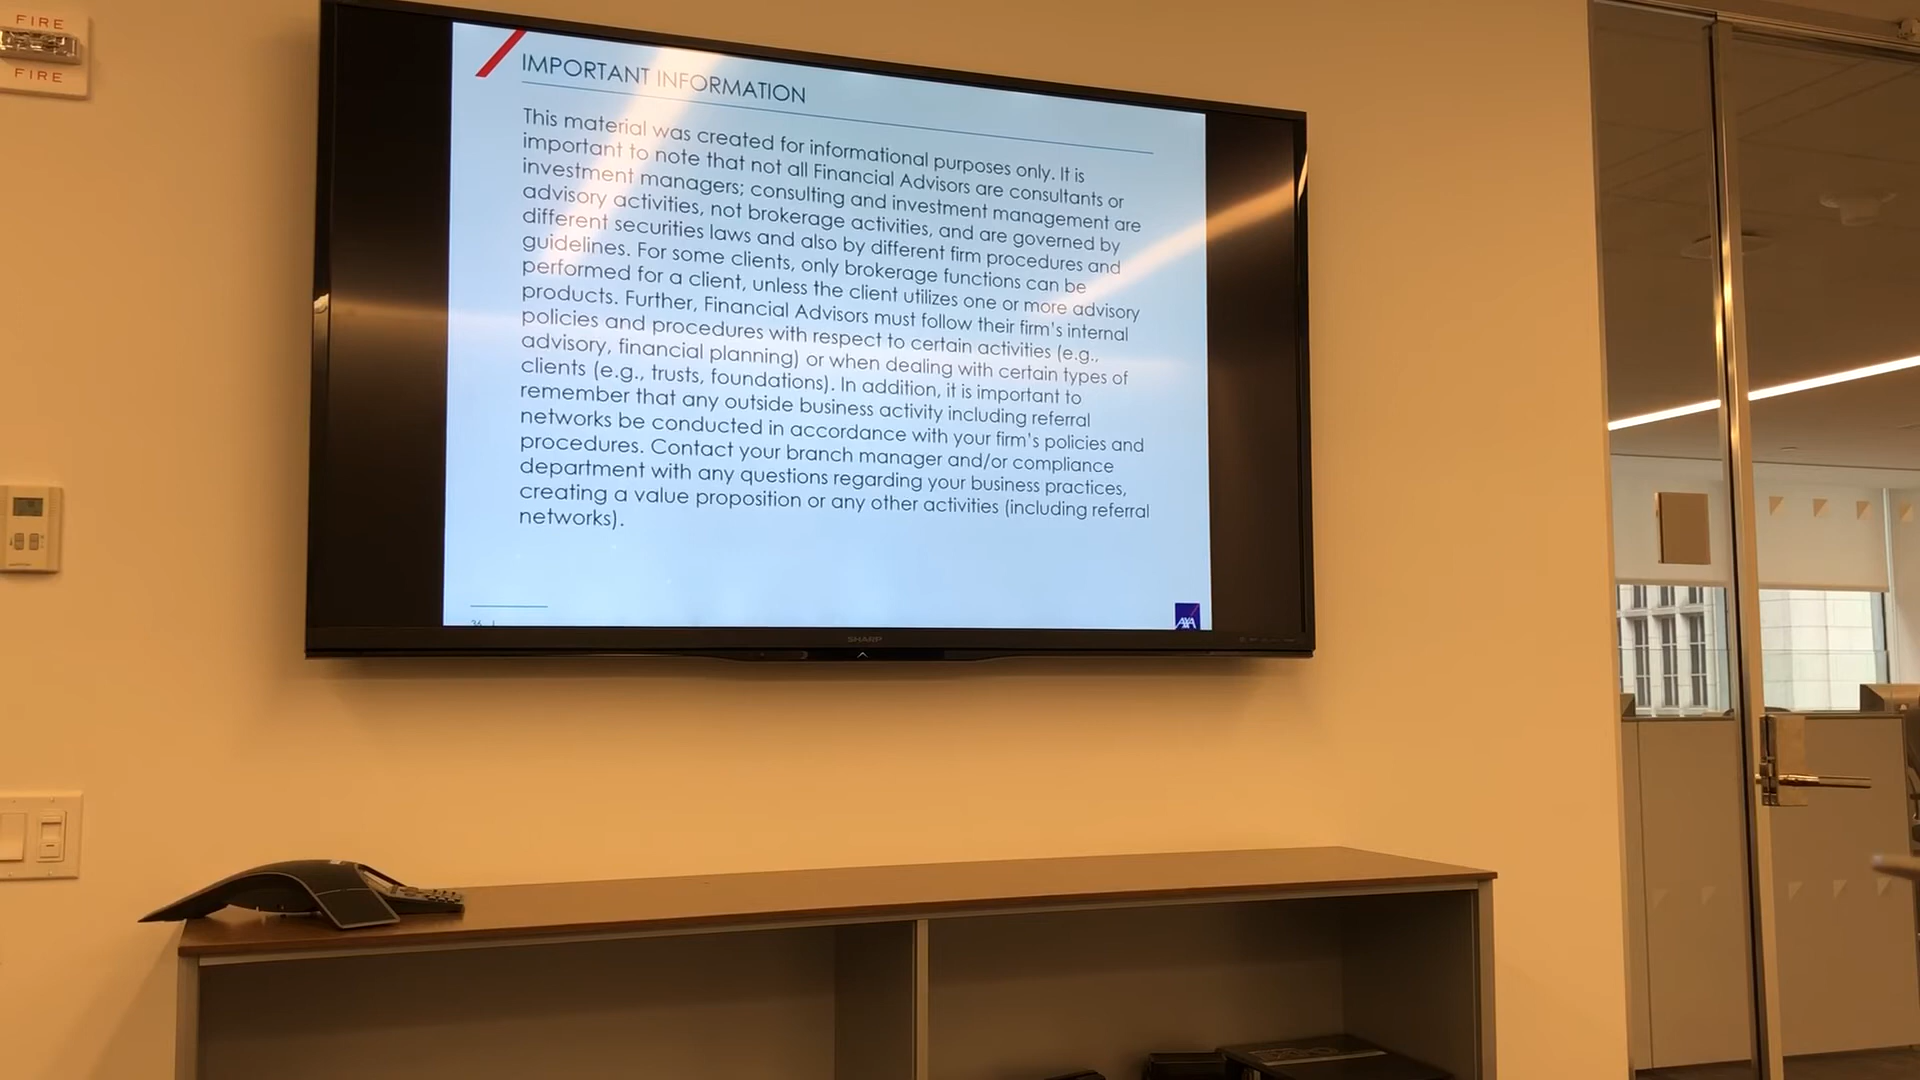 FIRE
FIRE
IMPORTANT INFORMATION
This material was created for informational purposes only. It is
important to note that not all Financial Advisors are consultants or
investment managers; consulting and investment management are
advisory activities, not brokerage activities, and are governed by
different securities laws and also by different firm procedures and
guidelines. For some clients, only brokerage functions can be
performed for a client, unless the client utilizes one or more advisory
products. Further, Financial Advisors must follow their firm's internal
policies and procedures with respect to certain activities (e.g.,
advisory, financial planning) or when dealing with certain types of
clients (e.g., trusts, foundations). In addition, it is important to
remember that any outside business activity including referral
networks be conducted in accordance with your firm's policies and
procedures. Contact your branch manager and/or compliance
department with any questions regarding your business practices,
creating a value proposition or any other activities (including referral
networks).
AXA
SHARP